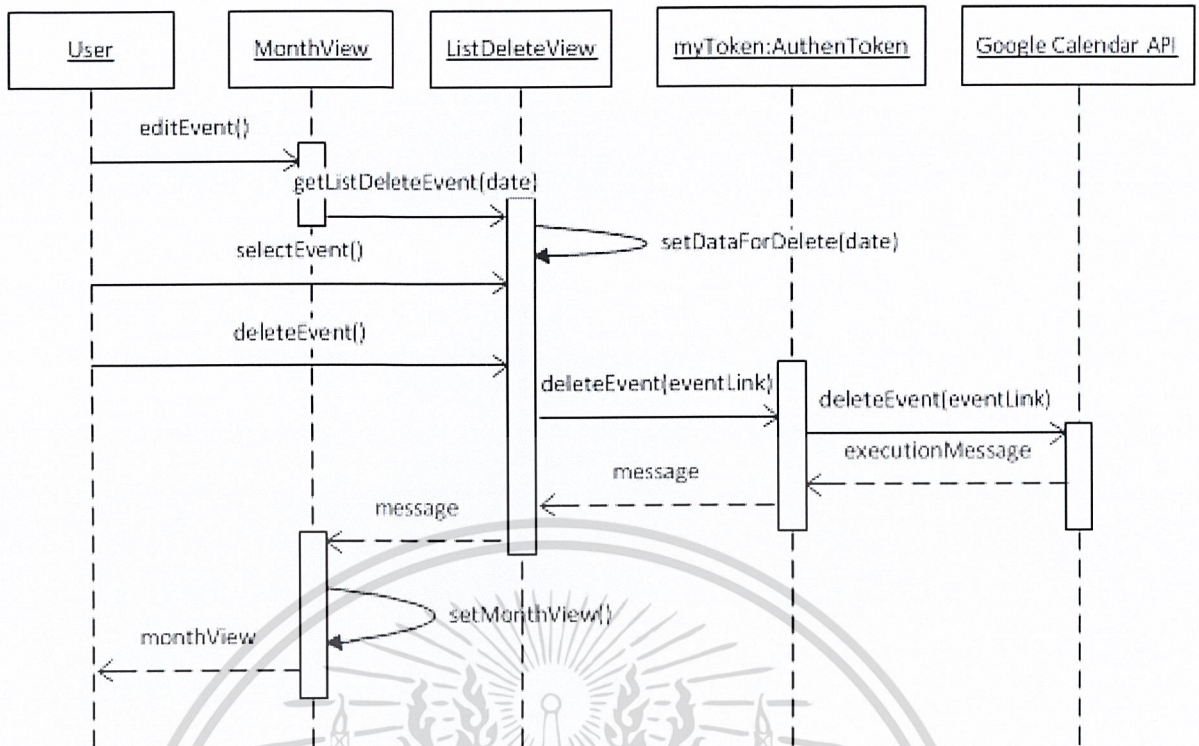 User
MonthView
ListDeleteView
myToken:AuthenToken
Google Calendar API
editEvent()
getListDeleteEvent(date)
setDataForDelete(date)
selectEvent()
deleteEvent()
deleteEvent(eventLink)
deleteEvent(eventLink)
executionMessage
message
message
setMonthView()
monthView